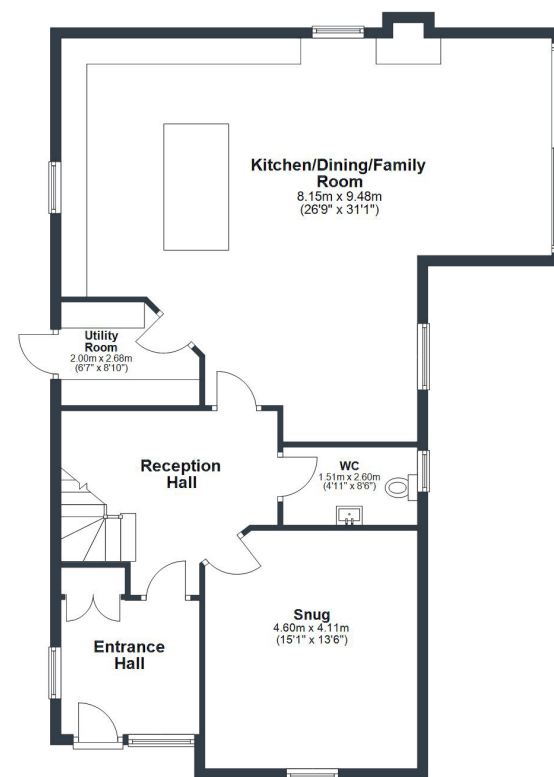 Kitchen/Dining/Family
Room
8.15m x 9.48m
(26'9" x 31'1")
Utility
Room
2.00m x 2.68m
(6'7" x 8'10")
Reception
Hall
WC
1.51m x 2.60m
(4'11" x 8'6")
Snug
4.60m x 4.11m
(15'1" x 13'6")
Entrance
Hall